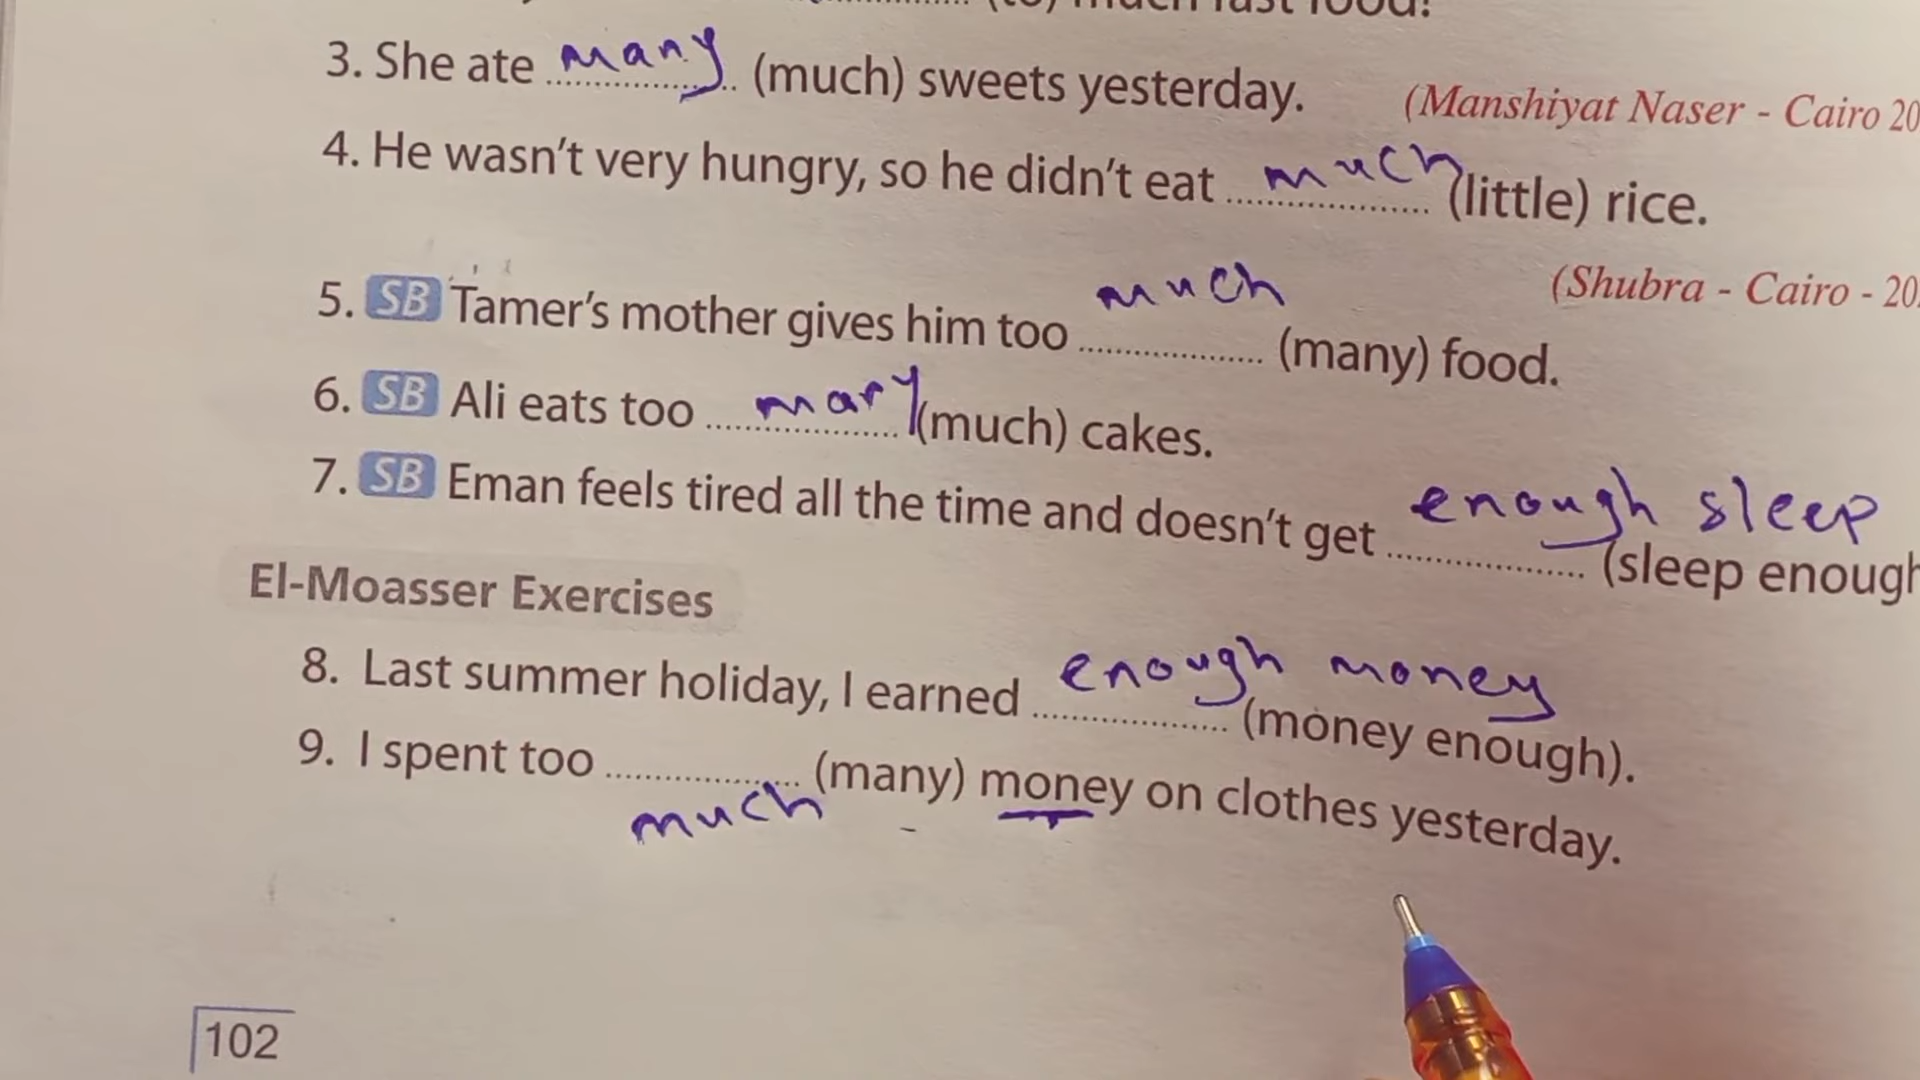 (to) much fast food!
3. She ate many (much) sweets yesterday. (Manshiyat Naser - Cairo 20
4. He wasn't very hungry, so he didn't eat much (little) rice.
(Shubra - Cairo - 20
5. SB Tamer's mother gives him too much (many) food.
6. SB Ali eats too many (much) cakes.
7. SB Eman feels tired all the time and doesn't get enough sleep (sleep enough
El-Moasser Exercises
8. Last summer holiday, I earned enough money (money enough).
9. I spent too much (many) money on clothes yesterday.
102